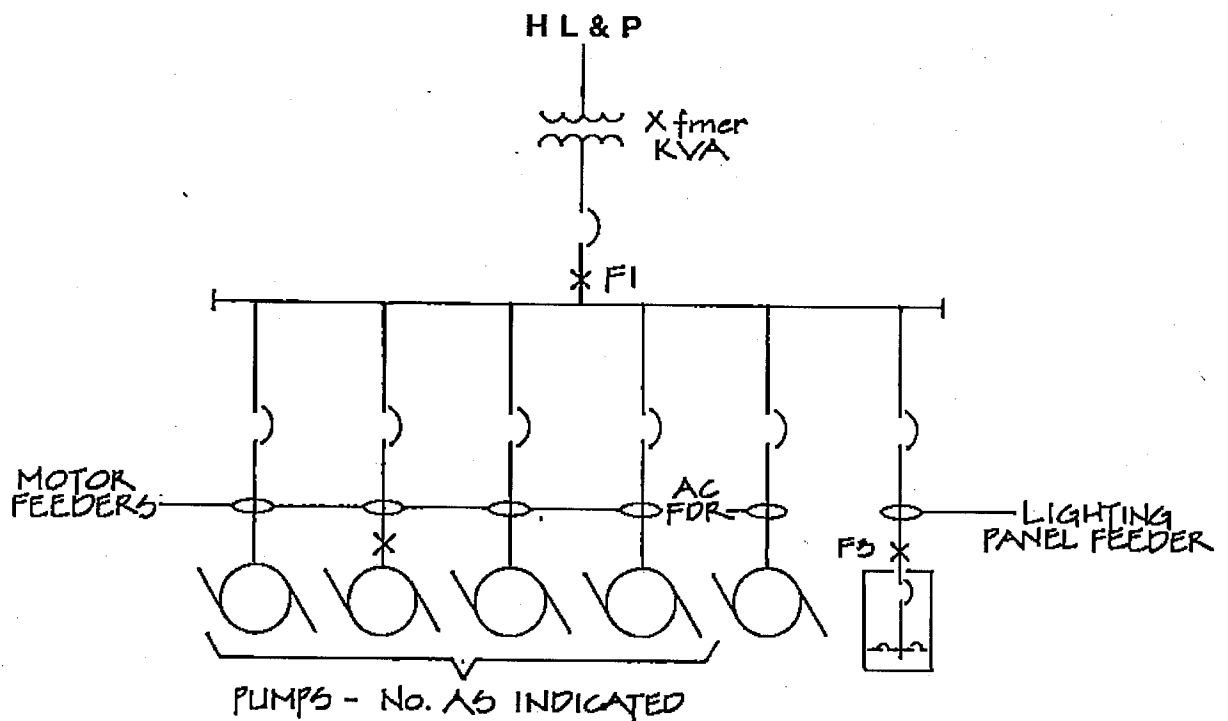 H L & P
X fmer
KVA
F1
MOTOR
FEEDERS
AC
FDR
LIGHTING
PANEL FEEDER
F3
PUMPS - No. AS INDICATED